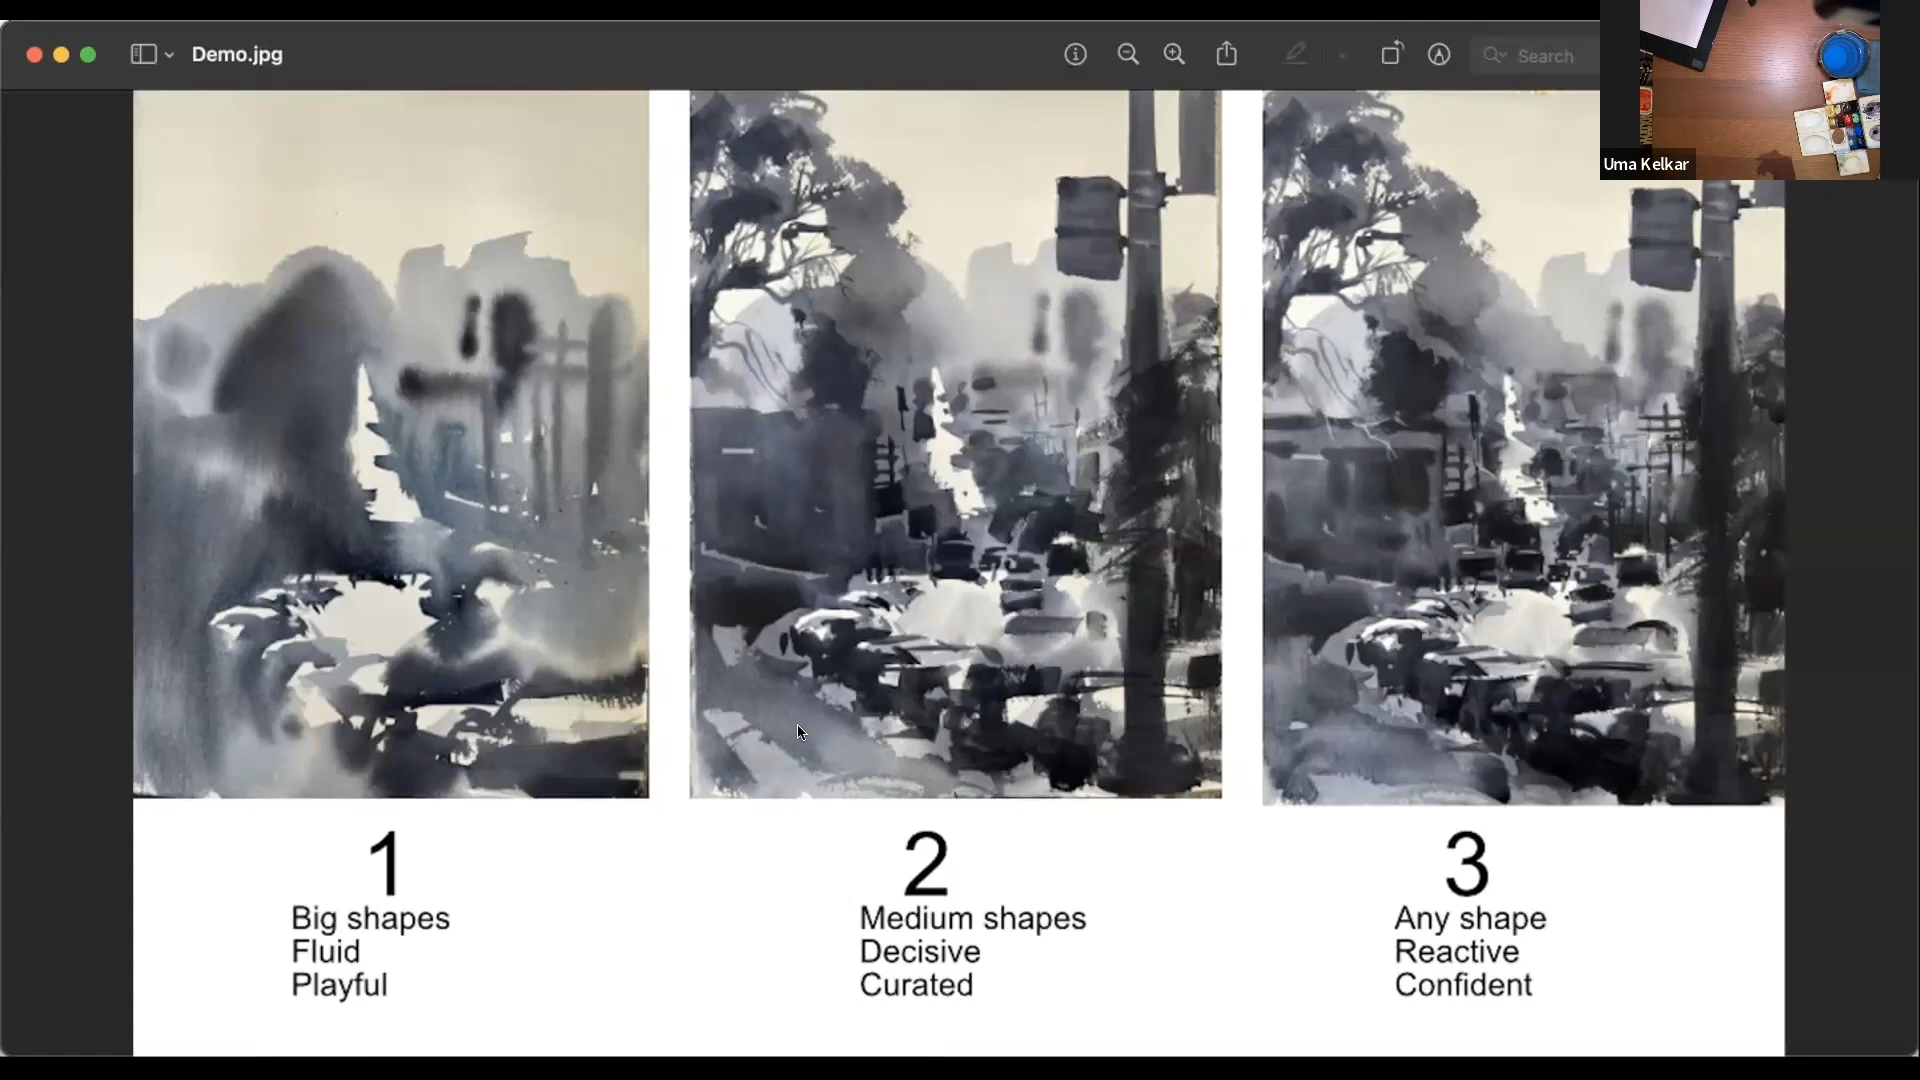 Demo.jpg
Search
Uma Kelkar
1
Big shapes
Fluid
Playful
2
Medium shapes
Decisive
Curated
3
Any shape
Reactive
Confident